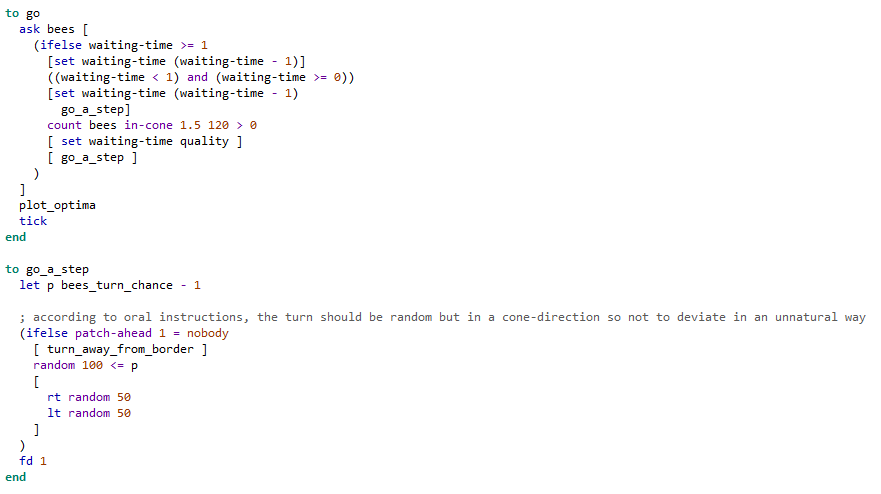 to go
  ask bees [
    (ifelse waiting-time >= 1
      [set waiting-time (waiting-time - 1)]
      ((waiting-time < 1) and (waiting-time >= 0))
      [set waiting-time (waiting-time - 1)
        go_a_step]
      count bees in-cone 1.5 120 > 0
      [ set waiting-time quality ]
      [ go_a_step ]
    )
  ]
  plot_optima
  tick
end

to go_a_step
  let p bees_turn_chance - 1

  ; according to oral instructions, the turn should be random but in a cone-direction so not to deviate in an unnatural way
  (ifelse patch-ahead 1 = nobody
    [ turn_away_from_border ]
    random 100 <= p
    [
      rt random 50
      lt random 50
    ]
  )
  fd 1
end